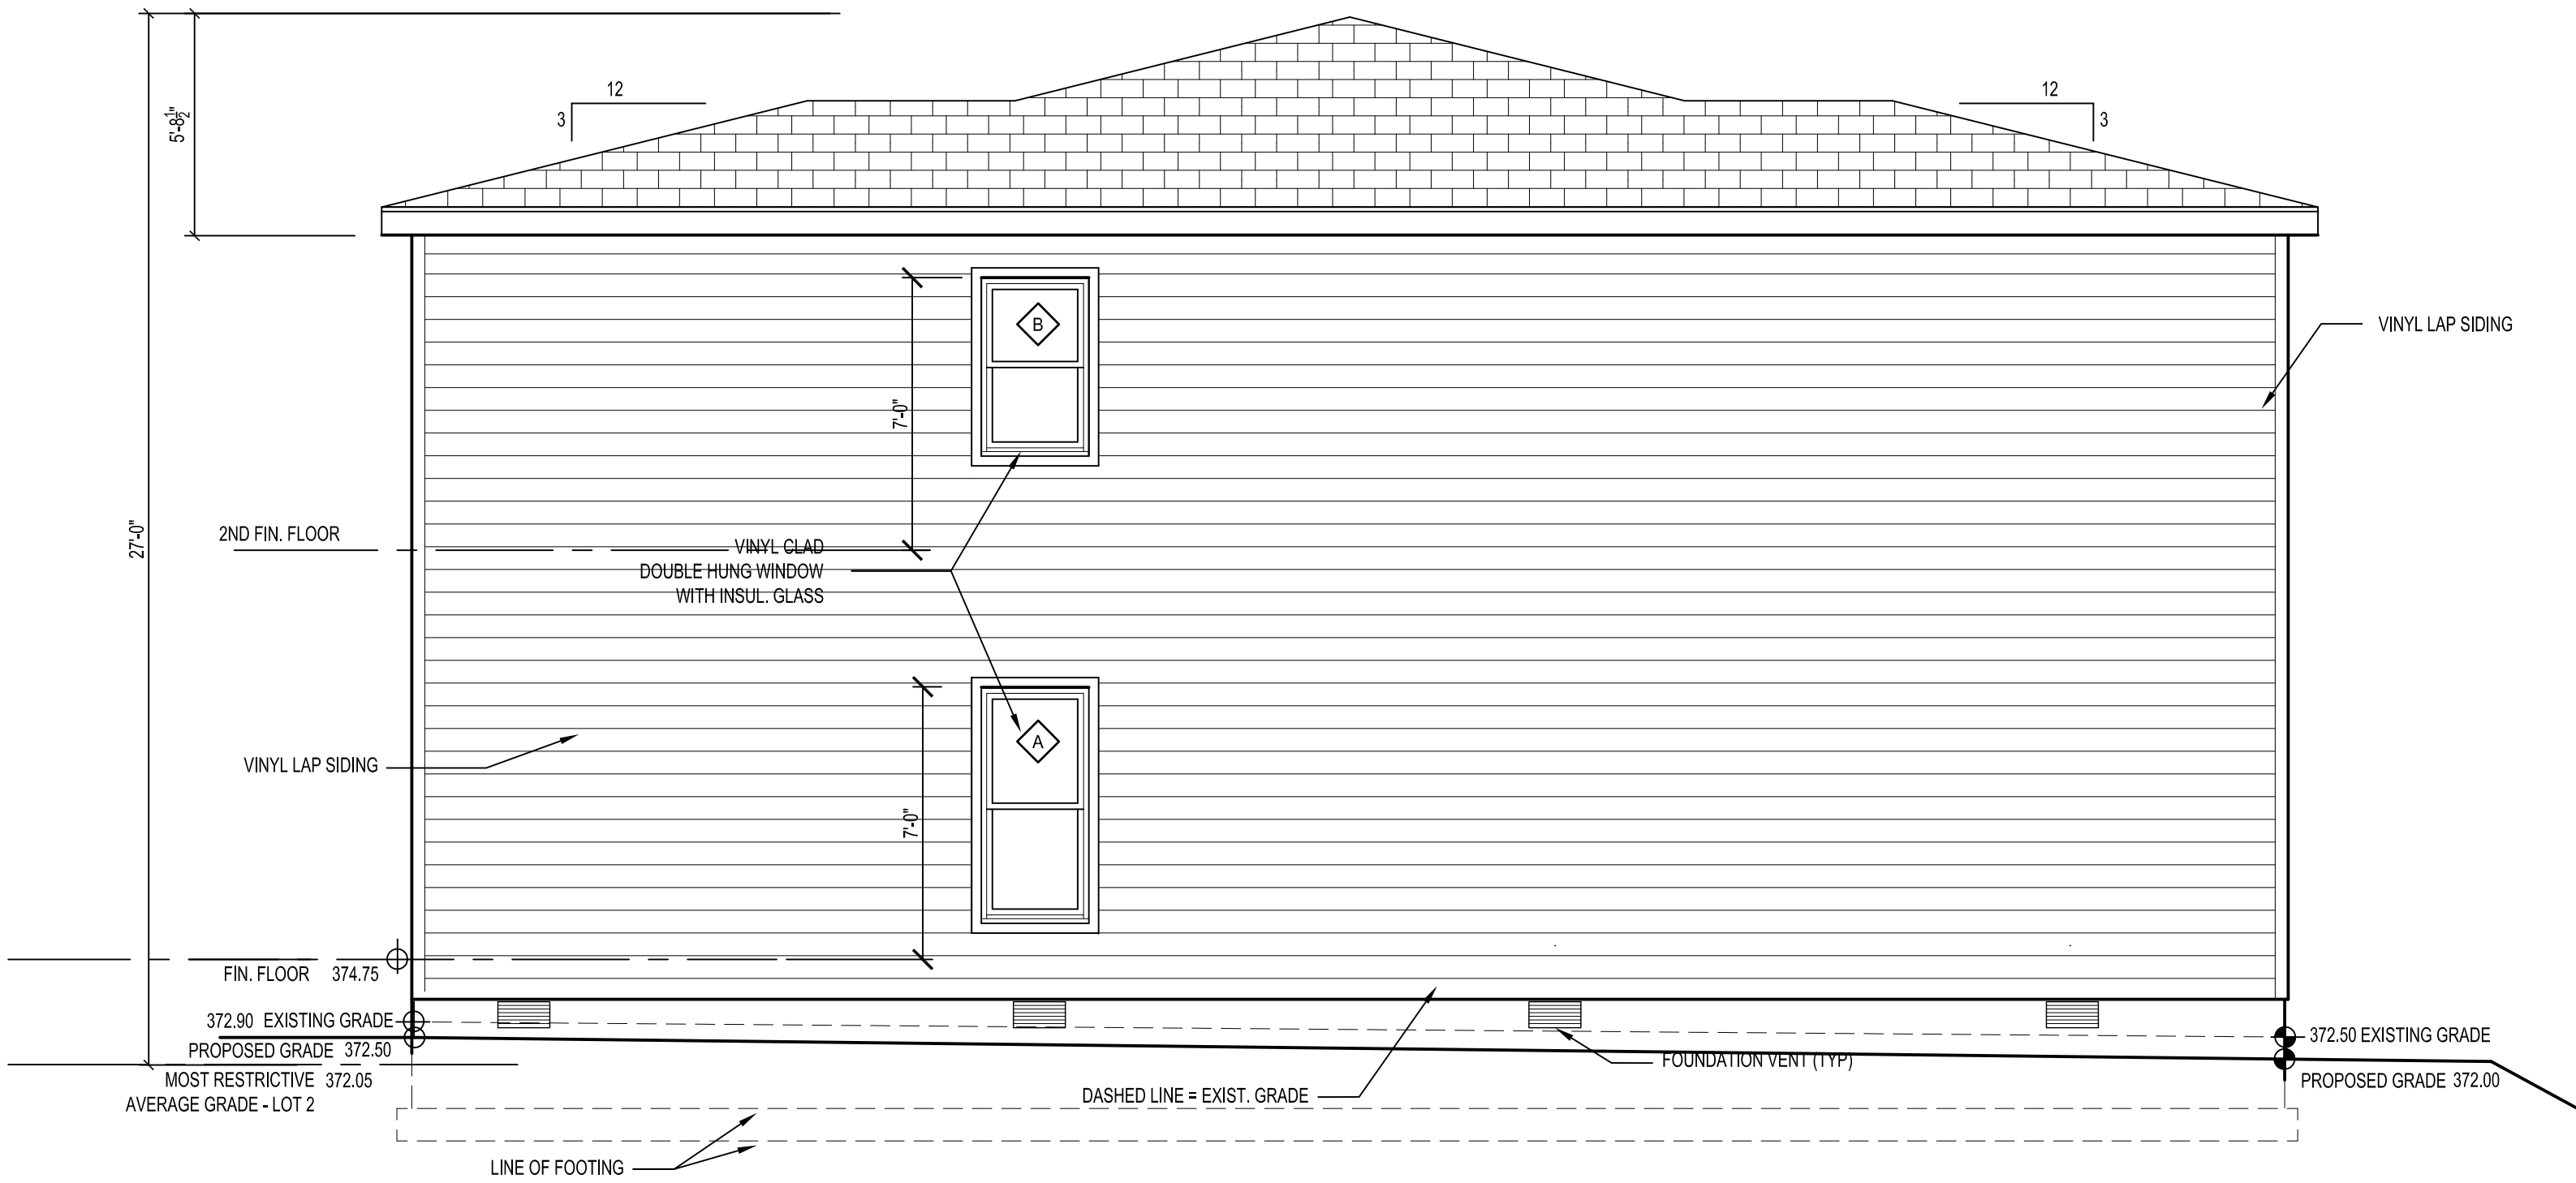 12
3
5'-8½"
12
3
B
VINYL LAP SIDING
7'-0"
27'-0"
2ND FIN. FLOOR
VINYL CLAD
DOUBLE HUNG WINDOW
WITH INSUL. GLASS
A
VINYL LAP SIDING
7'-0"
FIN. FLOOR 374.75
372.90 EXISTING GRADE
PROPOSED GRADE 372.50
MOST RESTRICTIVE 372.05
AVERAGE GRADE - LOT 2
372.50 EXISTING GRADE
FOUNDATION VENT (TYP)
PROPOSED GRADE 372.00
DASHED LINE = EXIST. GRADE
LINE OF FOOTING